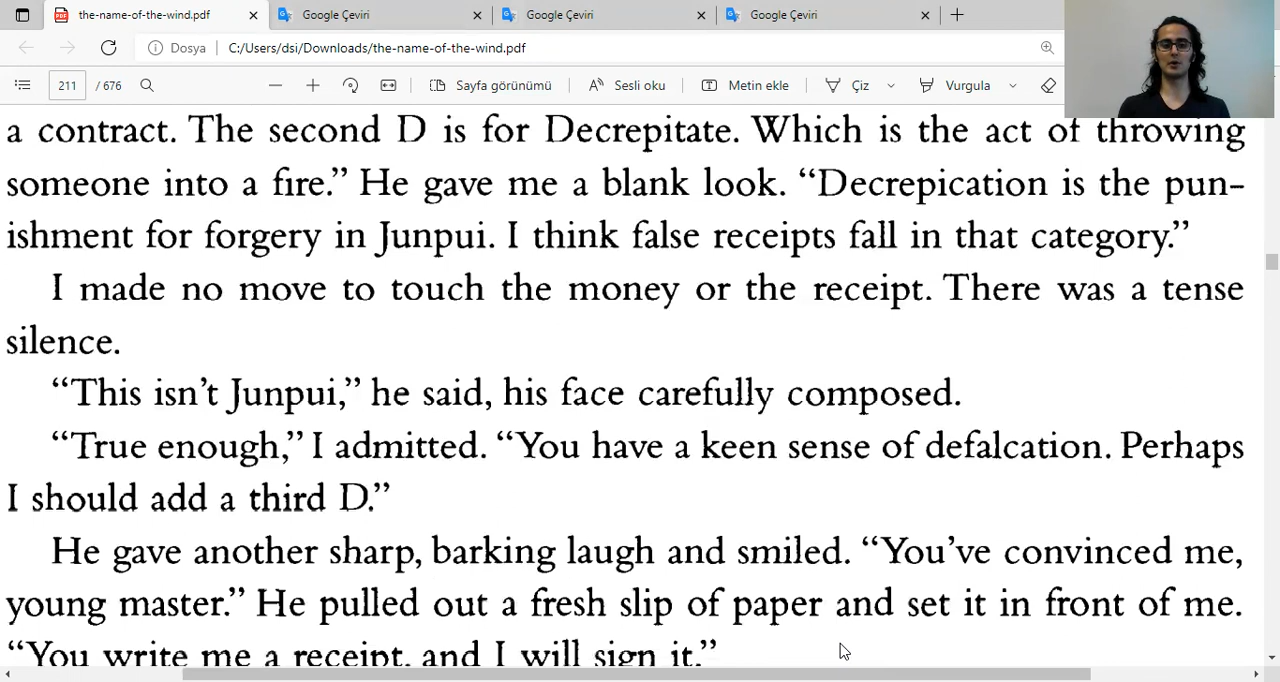 the-name-of-the-wind.pdf
Google Çeviri
Google Çeviri
Google Çeviri
Dosya
C:/Users/dsi/Downloads/the-name-of-the-wind.pdf
211 / 676
Sayfa görünümü
Sesli oku
Metin ekle
Çiz
Vurgula
a contract. The second D is for Decrepitate. Which is the act of throwing
someone into a fire.” He gave me a blank look. “Decrepication is the pun-
ishment for forgery in Junpui. I think false receipts fall in that category.”
I made no move to touch the money or the receipt. There was a tense
silence.
“This isn’t Junpui,” he said, his face carefully composed.
“True enough,” I admitted. “You have a keen sense of defalcation. Perhaps
I should add a third D.”
He gave another sharp, barking laugh and smiled. “You’ve convinced me,
young master.” He pulled out a fresh slip of paper and set it in front of me.
“You write me a receipt, and I will sign it.”